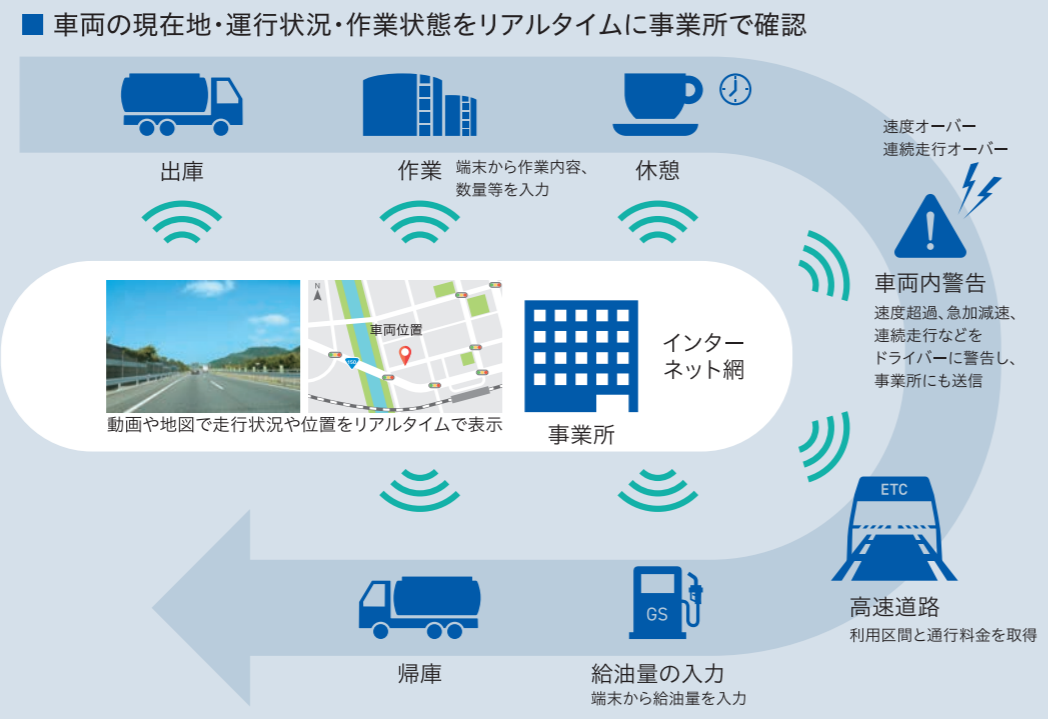 ■ 車両の現在地・運行状況・作業状態をリアルタイムに事業所で確認
出庫
作業
端末から作業内容、
数量等を入力
休憩
速度オーバー
連続走行オーバー
車両内警告
速度超過、急加減速、
連続走行などを
ドライバーに警告し、
事業所にも送信
N
車両位置
150
動画や地図で走行状況や位置をリアルタイムで表示
事業所
インター
ネット網
ETC
高速道路
利用区間と通行料金を取得
GS
給油量の入力
端末から給油量を入力
帰庫